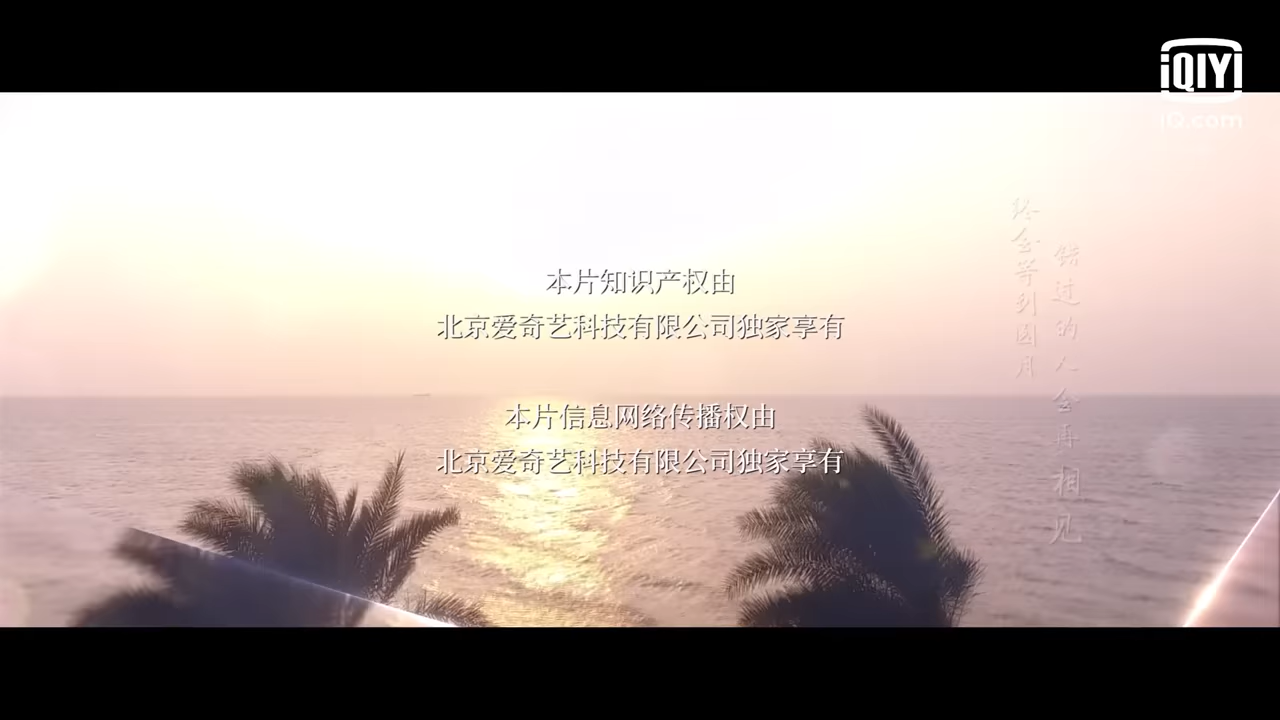 iQIYI
iQ.com
本片知识产权由
北京爱奇艺科技有限公司独家享有
本片信息网络传播权由
北京爱奇艺科技有限公司独家享有
错过的人会再相见
终会等到圆月